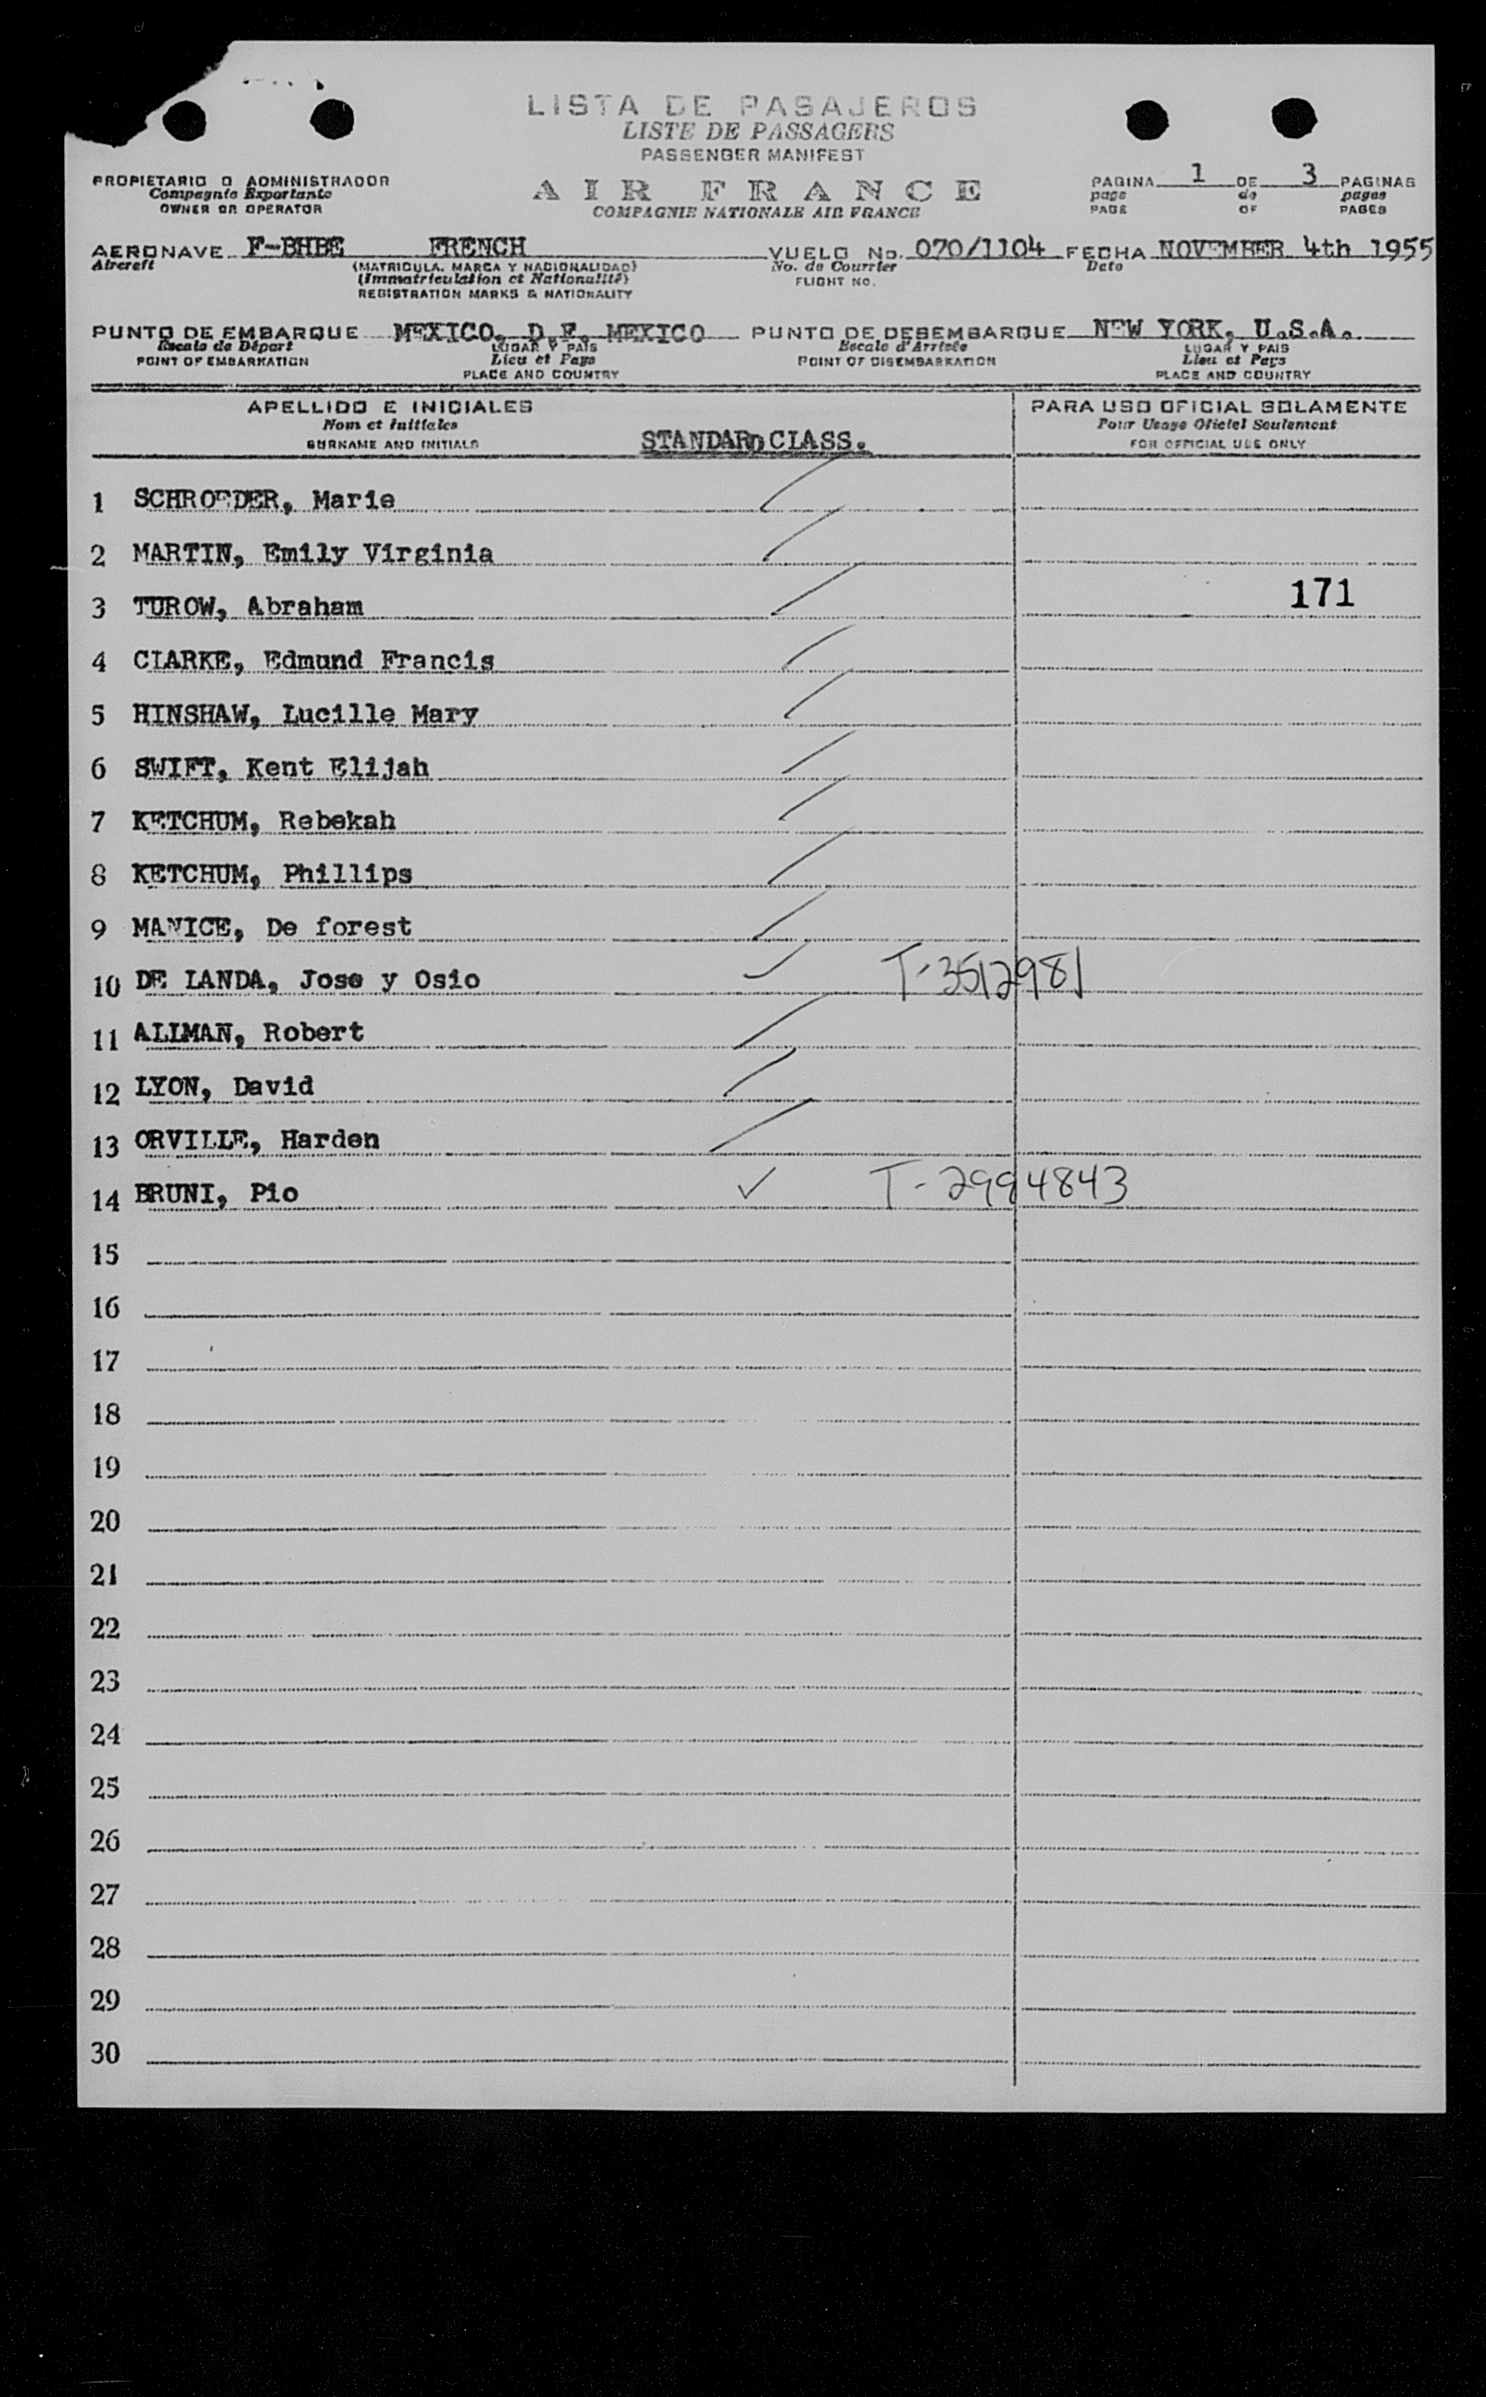 LISTA DE PASAJEROS
LISTE DE PASSAGERS
PASSENGER MANIFEST
PROPIETARIO O ADMINISTRADOR
Compagnie Exportante
OWNER OR OPERATOR
AIR FRANCE
COMPAGNIE NATIONALE AIR FRANCE
PAGINA 1 DE 3 PAGINAS
page de pages
PAGE OF PAGES
AERONAVE F-BHBE FRENCH VUELO No. 070/1104 FECHA NOVEMBER 4th 1955
Aircraft (MATRICULA, MARCA Y NACIONALIDAD) No. de Courrier Date
(Immatriculation et Nationalité) FLIGHT NO.
REGISTRATION MARKS & NATIONALITY
PUNTO DE EMBARQUE MEXICO, D.F. MEXICO PUNTO DE DESEMBARQUE NEW YORK, U.S.A.
Escale de Départ LUGAR Y PAIS Escale d'Arrivée LUGAR Y PAIS
POINT OF EMBARKATION Lieu et Pays POINT OF DISEMBARKATION Lieu et Pays
PLACE AND COUNTRY PLACE AND COUNTRY
APELLIDO E INICIALES PARA USO OFICIAL SOLAMENTE
Nom et Initiales Pour Usage Officiel Seulement
SURNAME AND INITIALS STANDARD CLASS. FOR OFFICIAL USE ONLY
1 SCHROEDER, Marie
2 MARTIN, Emily Virginia
3 TUROW, Abraham 171
4 CLARKE, Edmund Francis
5 HINSHAW, Lucille Mary
6 SWIFT, Kent Elijah
7 KETCHUM, Rebekah
8 KETCHUM, Phillips
9 MANICE, De forest
10 DE LANDA, Jose y Osio T-3512981
11 ALLMAN, Robert
12 LYON, David
13 ORVILLE, Harden
14 BRUNI, Pio T-2994843
15
16
17
18
19
20
21
22
23
24
25
26
27
28
29
30